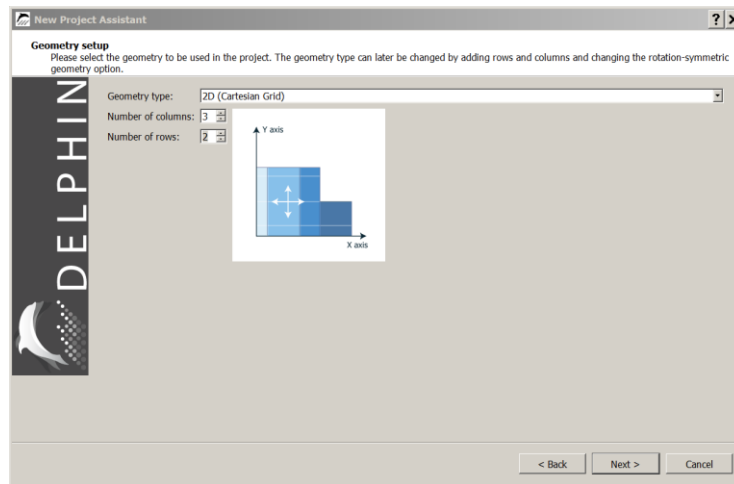 New Project Assistant
Geometry setup
Please select the geometry to be used in the project. The geometry type can later be changed by adding rows and columns and changing the rotation-symmetric
geometry option.
DELPHIN
Geometry type: 2D (Cartesian Grid)
Number of columns: 3
Number of rows: 2
Y axis
X axis
< Back Next > Cancel